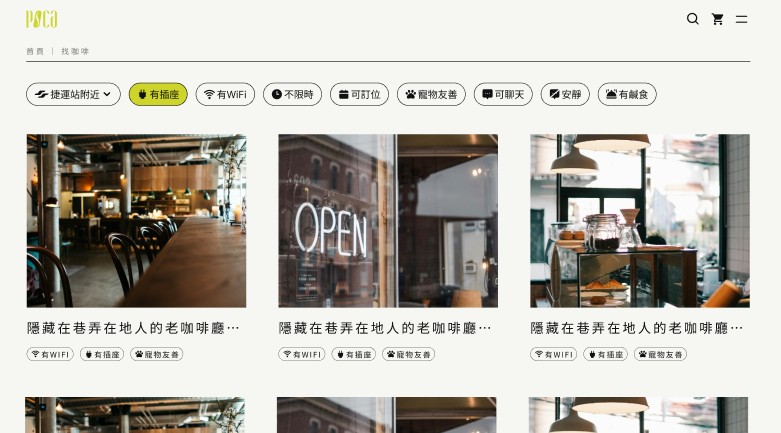 POCA
首頁 | 找咖啡
捷運站附近 有插座 有WiFi 不限時 可訂位 寵物友善 可聊天 安靜 有鹹食
OPEN
隱藏在巷弄在地人的老咖啡廳⋯ 隱藏在巷弄在地人的老咖啡廳⋯ 隱藏在巷弄在地人的老咖啡廳⋯
有WIFI 有插座 寵物友善 有WIFI 有插座 寵物友善 有WIFI 有插座 寵物友善